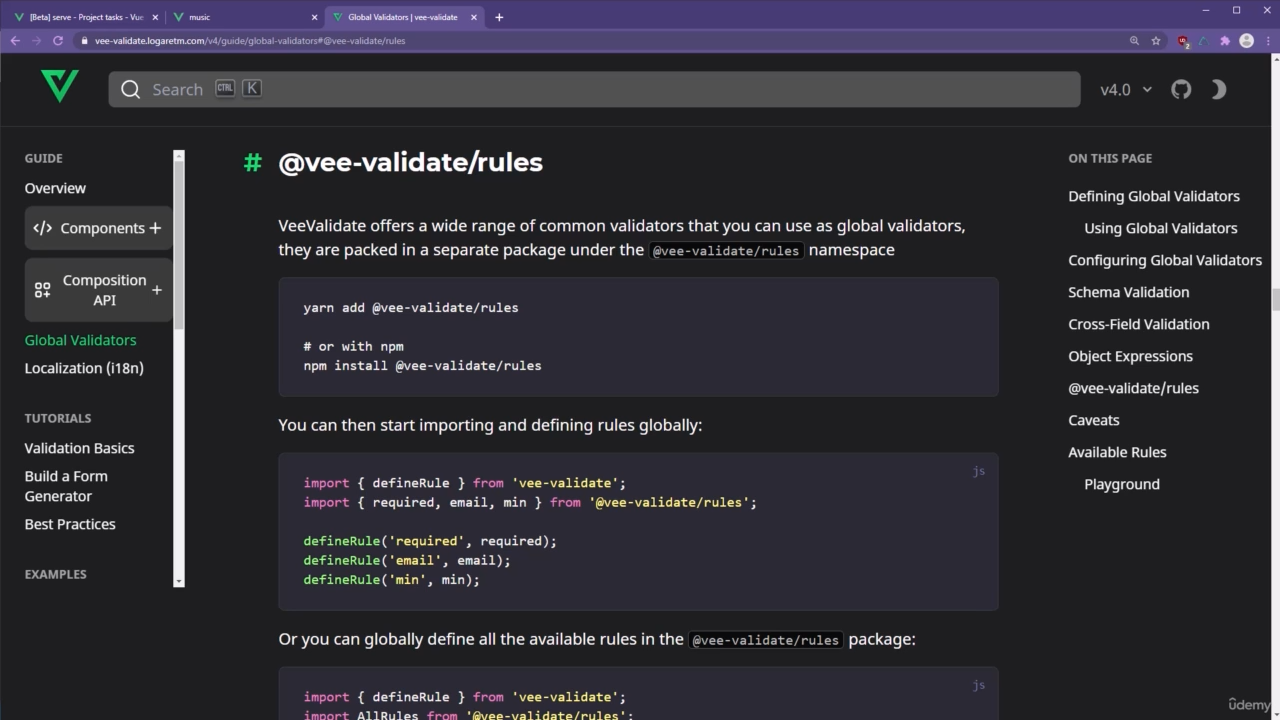 [Beta] serve - Project tasks - Vue
music
Global Validators | vee-validate
vee-validate.logaretm.com/v4/guide/global-validators#@vee-validate/rules
Search CTRL K
v4.0
GUIDE
Overview
</> Components +
Composition
API +
Global Validators
Localization (i18n)
TUTORIALS
Validation Basics
Build a Form
Generator
Best Practices
EXAMPLES
# @vee-validate/rules
VeeValidate offers a wide range of common validators that you can use as global validators,
they are packed in a separate package under the @vee-validate/rules namespace
yarn add @vee-validate/rules
# or with npm
npm install @vee-validate/rules
You can then start importing and defining rules globally:
js
import { defineRule } from 'vee-validate';
import { required, email, min } from '@vee-validate/rules';
defineRule('required', required);
defineRule('email', email);
defineRule('min', min);
Or you can globally define all the available rules in the @vee-validate/rules package:
js
import { defineRule } from 'vee-validate';
import AllRules from '@vee-validate/rules';
ON THIS PAGE
Defining Global Validators
Using Global Validators
Configuring Global Validators
Schema Validation
Cross-Field Validation
Object Expressions
@vee-validate/rules
Caveats
Available Rules
Playground
udemy